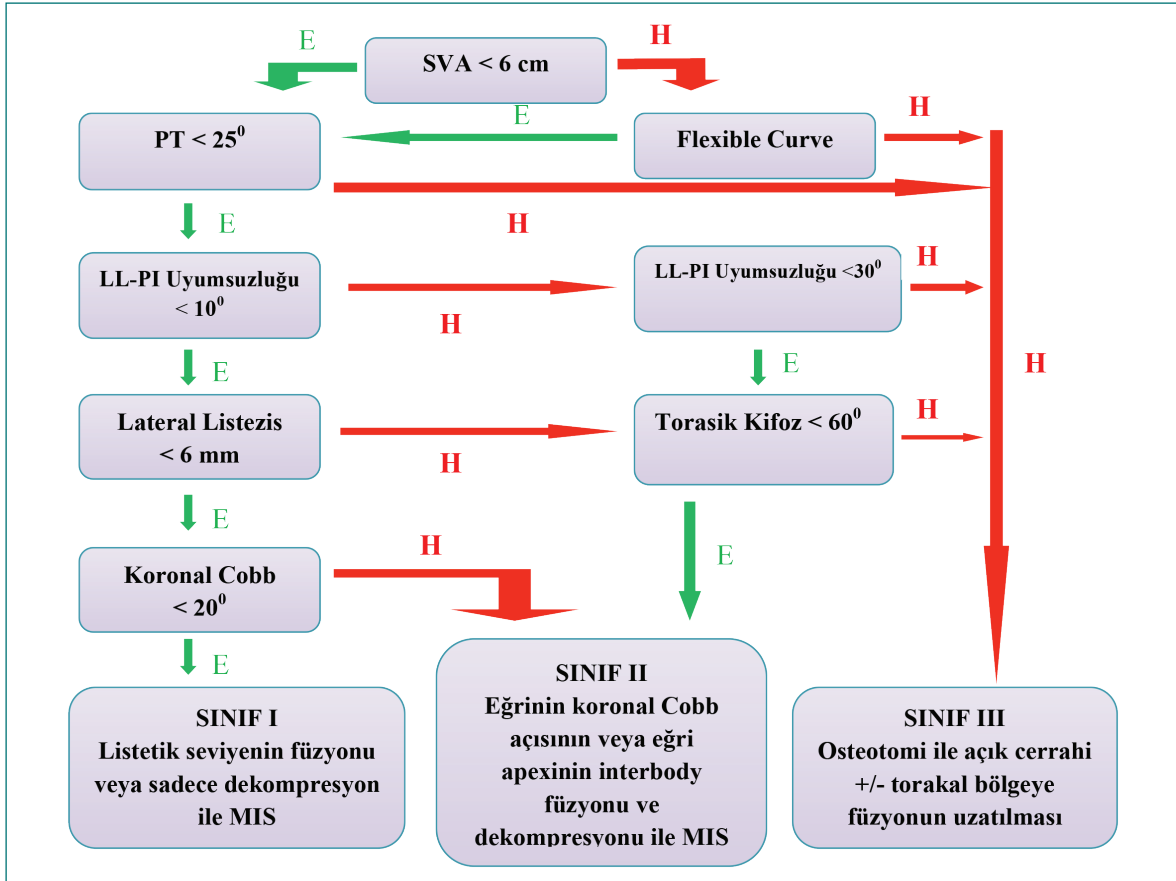 E
SVA < 6 cm
H
PT < 25⁰
E
Flexible Curve
H
E
H
LL-PI Uyumsuzluğu
< 10⁰
H
LL-PI Uyumsuzluğu <30⁰
H
E
E
H
Lateral Listezis
< 6 mm
H
Torasik Kifoz < 60⁰
H
E
H
E
Koronal Cobb
< 20⁰
E
SINIF I
Listetik seviyenin füzyonu
veya sadece dekompresyon
ile MIS
SINIF II
Eğrinin koronal Cobb
açısının veya eğri
apexinin interbody
füzyonu ve
dekompresyonu ile MIS
SINIF III
Osteotomi ile açık cerrahi
+/- torakal bölgeye
füzyonun uzatılması